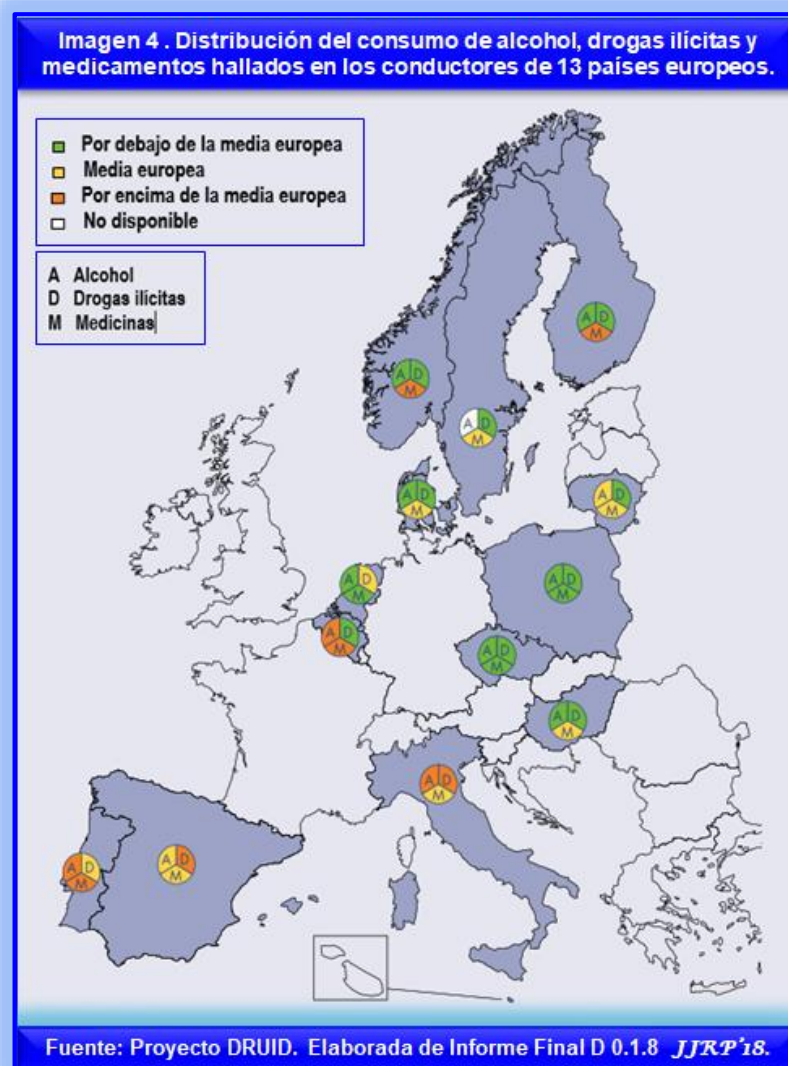 Imagen 4 . Distribución del consumo de alcohol, drogas ilícitas y
medicamentos hallados en los conductores de 13 países europeos.
Por debajo de la media europea
Media europea
Por encima de la media europea
No disponible
A Alcohol
D Drogas ilícitas
M Medicinas
A D
M
A D
M
A D
M
A D
M
A D
M
A D
M
A D
M
A D
M
A D
M
A D
M
A D
M
A D
M
A D
M
Fuente: Proyecto DRUID. Elaborada de Informe Final D 0.1.8 JJRP'18.